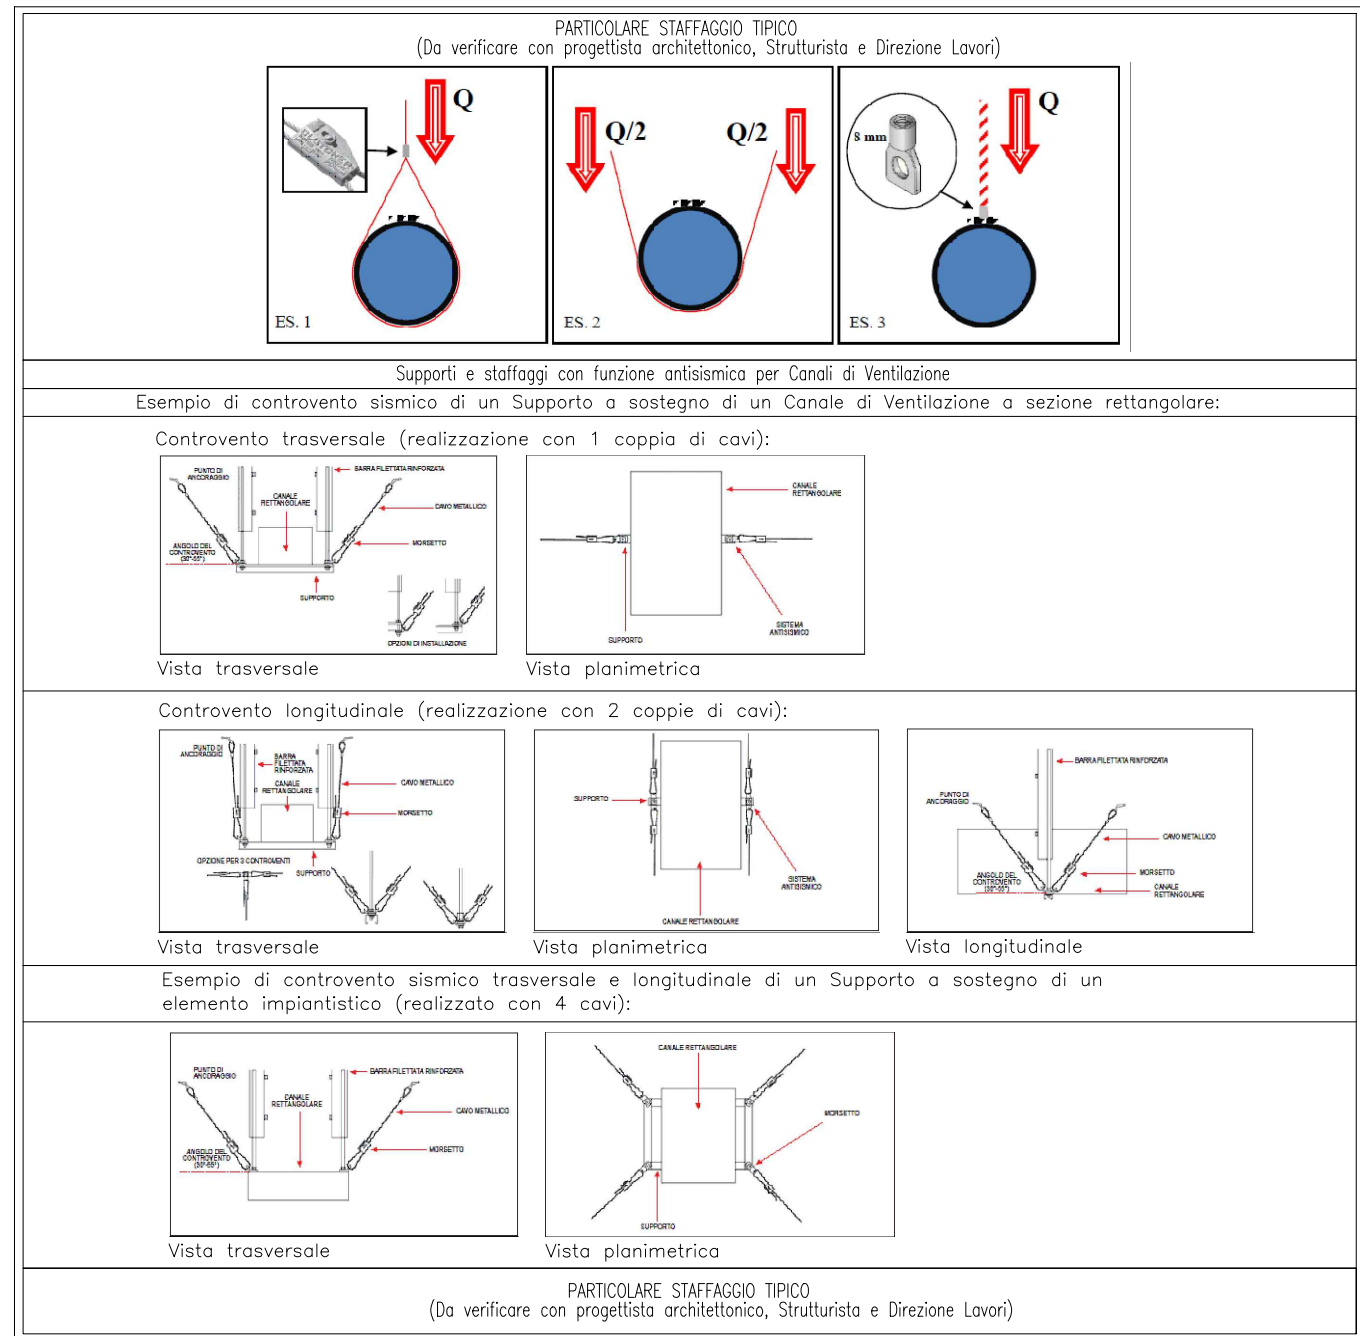 PARTICOLARE STAFFAGGIO TIPICO
(Da verificare con progettista architettonico, Strutturista e Direzione Lavori)
Q
ES. 1
Q/2
Q/2
ES. 2
8 mm
Q
ES. 3
Supporti e staffaggi con funzione antisismica per Canali di Ventilazione
Esempio di controvento sismico di un Supporto a sostegno di un Canale di Ventilazione a sezione rettangolare:
Controvento trasversale (realizzazione con 1 coppia di cavi):
PUNTO DI
ANCORAGGIO
BARRA FILETTATA RINFORZATA
CANALE
RETTANGOLARE
CAVO METALLICO
MORSETTO
ANGOLO DEL
CONTROVENTO
(30°-55°)
SUPPORTO
OPZIONI DI INSTALLAZIONE
Vista trasversale
CANALE
RETTANGOLARE
SUPPORTO
SISTEMA
ANTISISMICO
Vista planimetrica
Controvento longitudinale (realizzazione con 2 coppie di cavi):
PUNTO DI
ANCORAGGIO
BARRA
FILETTATA
RINFORZATA
CANALE
RETTANGOLARE
CAVO METALLICO
MORSETTO
OPZIONE PER 3 CONTROVENTI
SUPPORTO
Vista trasversale
SUPPORTO
SISTEMA
ANTISISMICO
CANALE RETTANGOLARE
Vista planimetrica
BARRA FILETTATA RINFORZATA
PUNTO DI
ANCORAGGIO
CAVO METALLICO
MORSETTO
ANGOLO DEL
CONTROVENTO
(30°-55°)
CANALE
RETTANGOLARE
Vista longitudinale
Esempio di controvento sismico trasversale e longitudinale di un Supporto a sostegno di un
elemento impiantistico (realizzato con 4 cavi):
PUNTO DI
ANCORAGGIO
BARRA FILETTATA RINFORZATA
CANALE
RETTANGOLARE
CAVO METALLICO
MORSETTO
ANGOLO DEL
CONTROVENTO
(30°-55°)
Vista trasversale
CANALE RETTANGOLARE
MORSETTO
SUPPORTO
Vista planimetrica
PARTICOLARE STAFFAGGIO TIPICO
(Da verificare con progettista architettonico, Strutturista e Direzione Lavori)